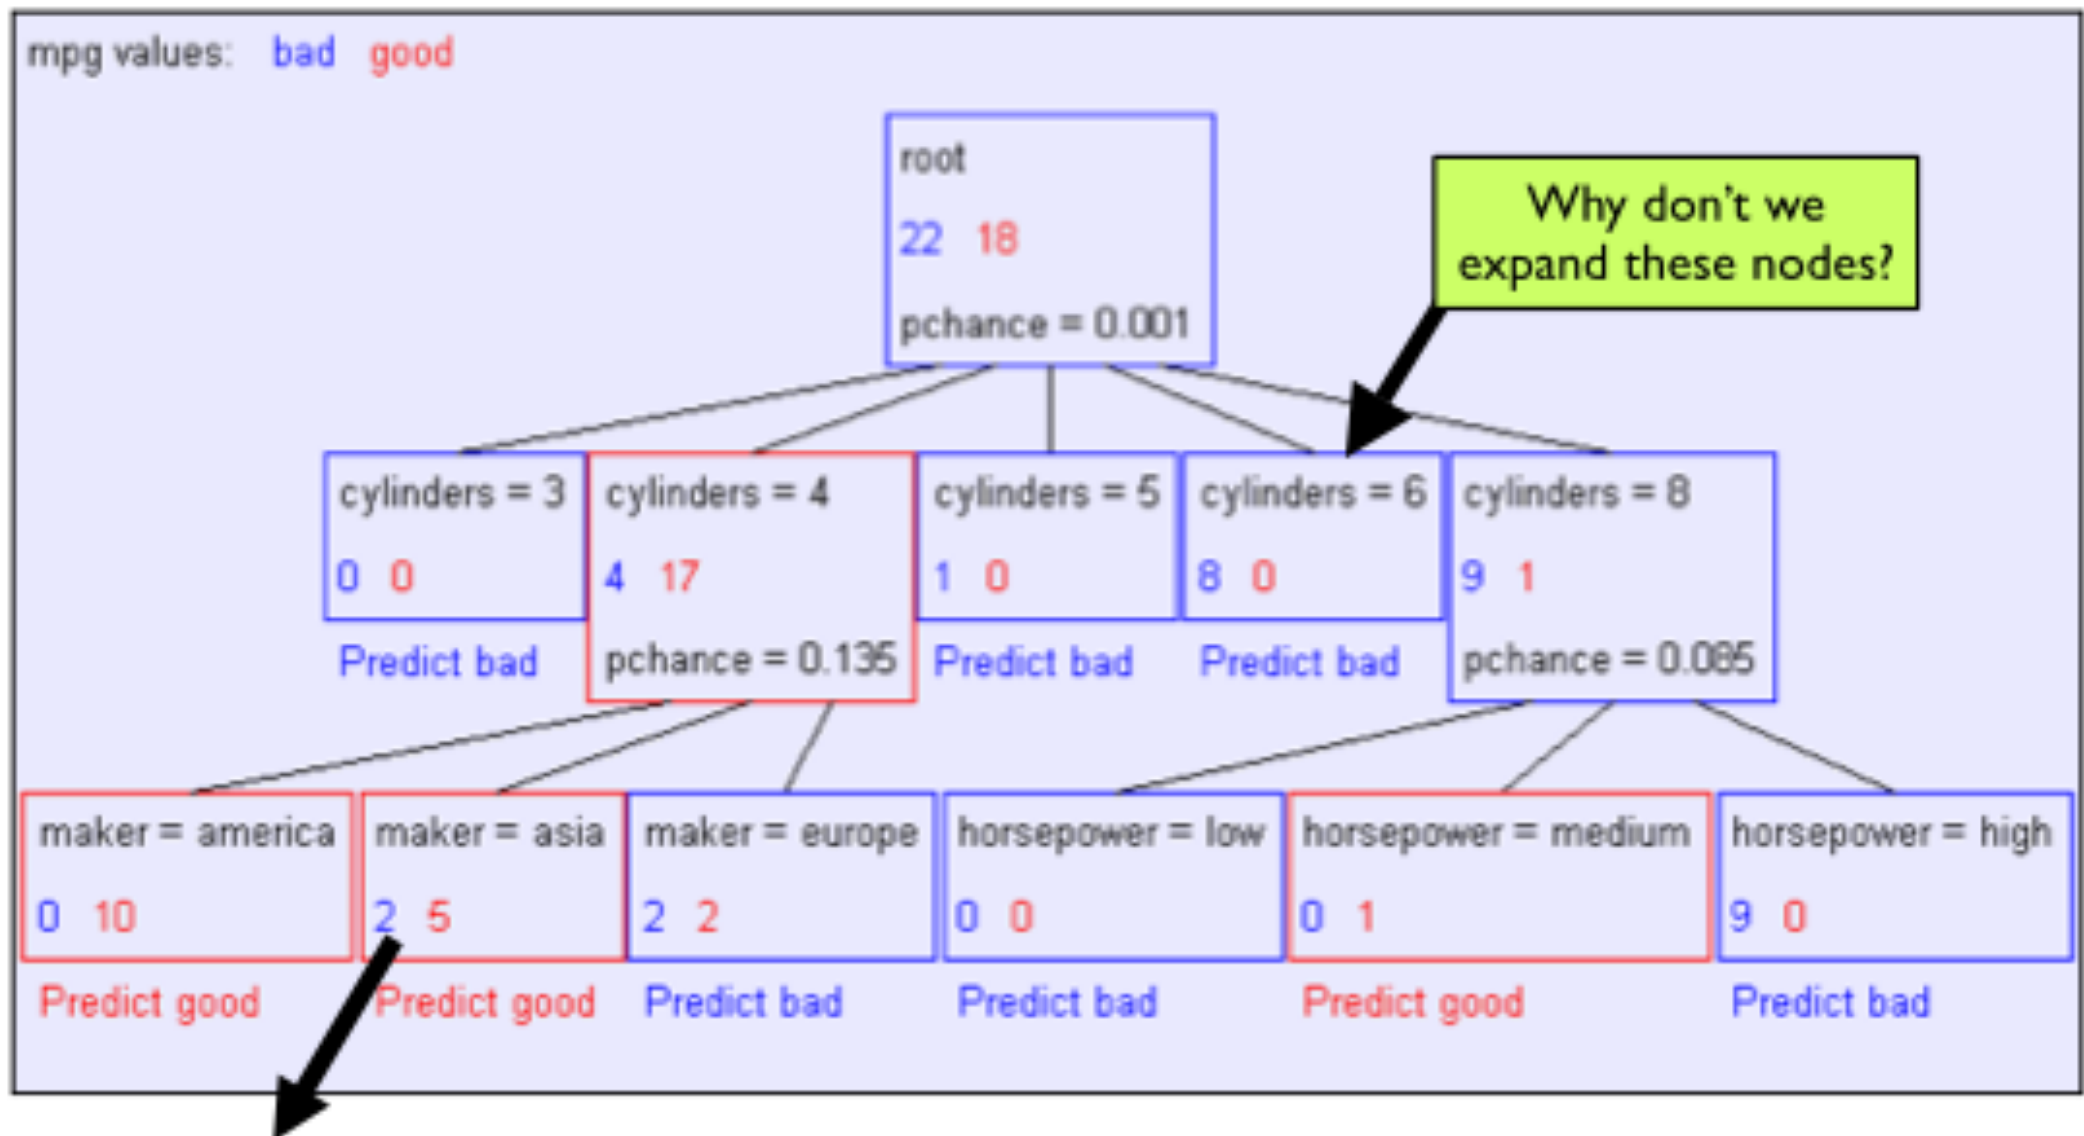 mpg values: bad good
root
22 18
pchance = 0.001
Why don't we
expand these nodes?
cylinders = 3
0 0
Predict bad
cylinders = 4
4 17
pchance = 0.135
cylinders = 5
1 0
Predict bad
cylinders = 6
8 0
Predict bad
cylinders = 8
9 1
pchance = 0.085
maker = america
0 10
Predict good
maker = asia
2 5
Predict good
maker = europe
2 2
Predict bad
horsepower = low
0 0
Predict bad
horsepower = medium
0 1
Predict good
horsepower = high
9 0
Predict bad